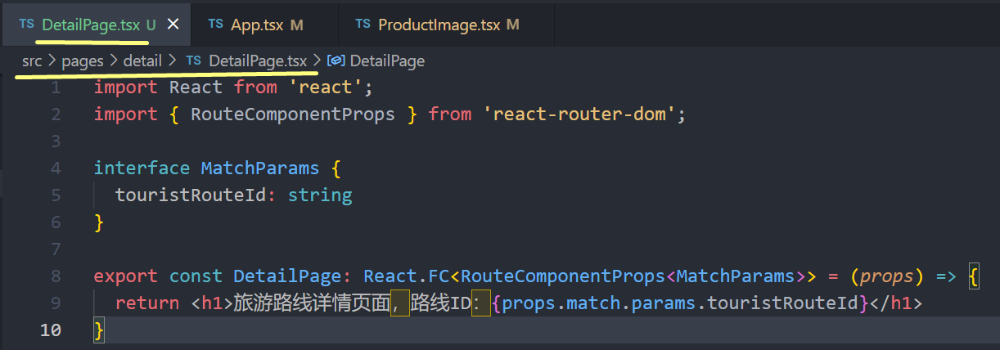 TS DetailPage.tsx U × TS App.tsx M TS ProductImage.tsx M
src > pages > detail > TS DetailPage.tsx > DetailPage
1 import React from 'react';
2 import { RouteComponentProps } from 'react-router-dom';
3
4 interface MatchParams {
5 touristRouteId: string
6 }
7
8 export const DetailPage: React.FC<RouteComponentProps<MatchParams>> = (props) => {
9 return <h1>旅游路线详情页面，路线ID：{props.match.params.touristRouteId}</h1>
10 }